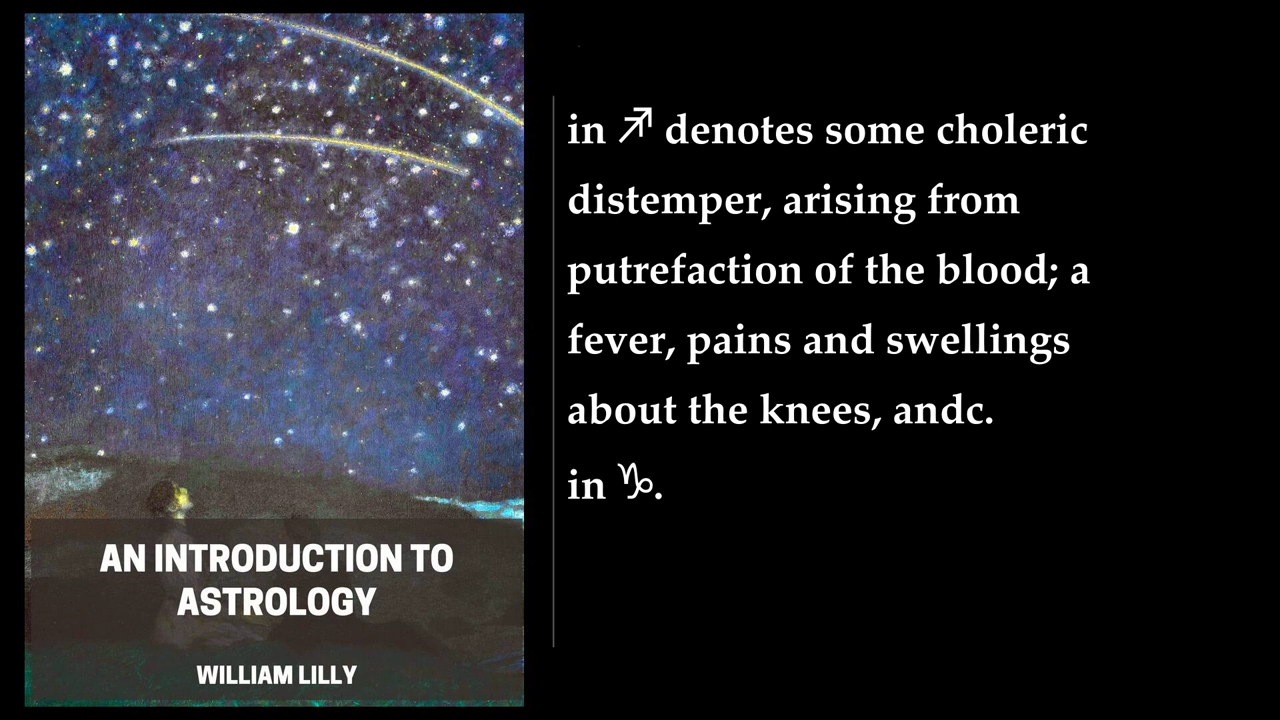 AN INTRODUCTION TO
ASTROLOGY
WILLIAM LILLY
in ♐ denotes some choleric
distemper, arising from
putrefaction of the blood; a
fever, pains and swellings
about the knees, andc.
in ♑.